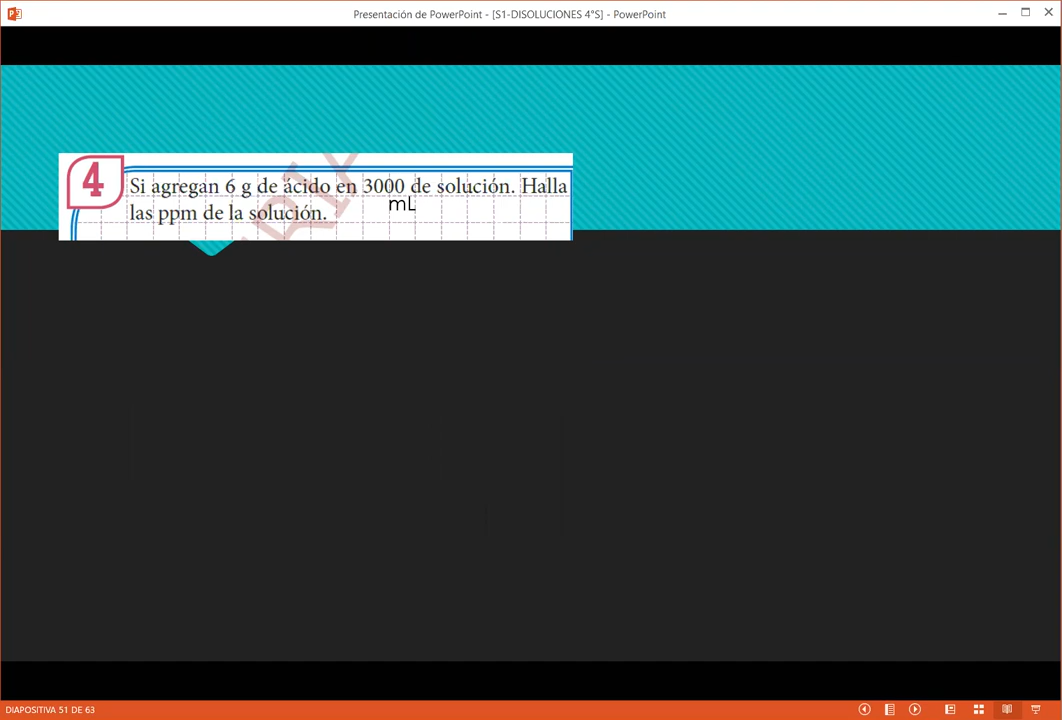 Presentación de PowerPoint - [S1-DISOLUCIONES 4°S] - PowerPoint
4
Si agregan 6 g de ácido en 3000 de solución. Halla
mL
las ppm de la solución.
DIAPOSITIVA 51 DE 63